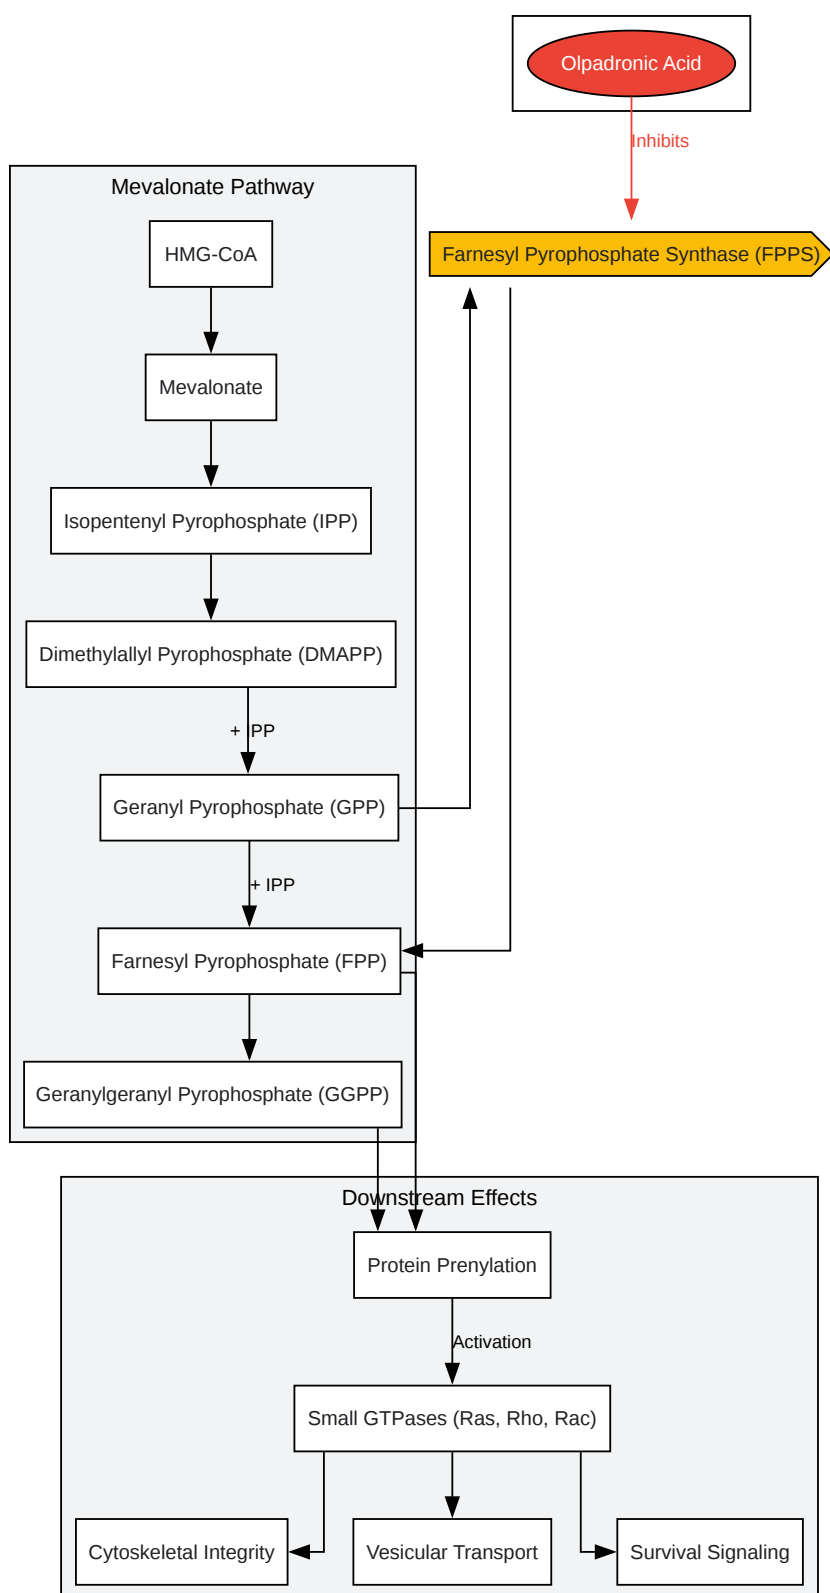 Olpadronic Acid
Inhibits
Mevalonate Pathway
HMG-CoA
Farnesyl Pyrophosphate Synthase (FPPS)
Mevalonate
Isopentenyl Pyrophosphate (IPP)
Dimethylallyl Pyrophosphate (DMAPP)
+ IPP
Geranyl Pyrophosphate (GPP)
+ IPP
Farnesyl Pyrophosphate (FPP)
Geranylgeranyl Pyrophosphate (GGPP)
Downstream Effects
Protein Prenylation
Activation
Small GTPases (Ras, Rho, Rac)
Cytoskeletal Integrity
Vesicular Transport
Survival Signaling